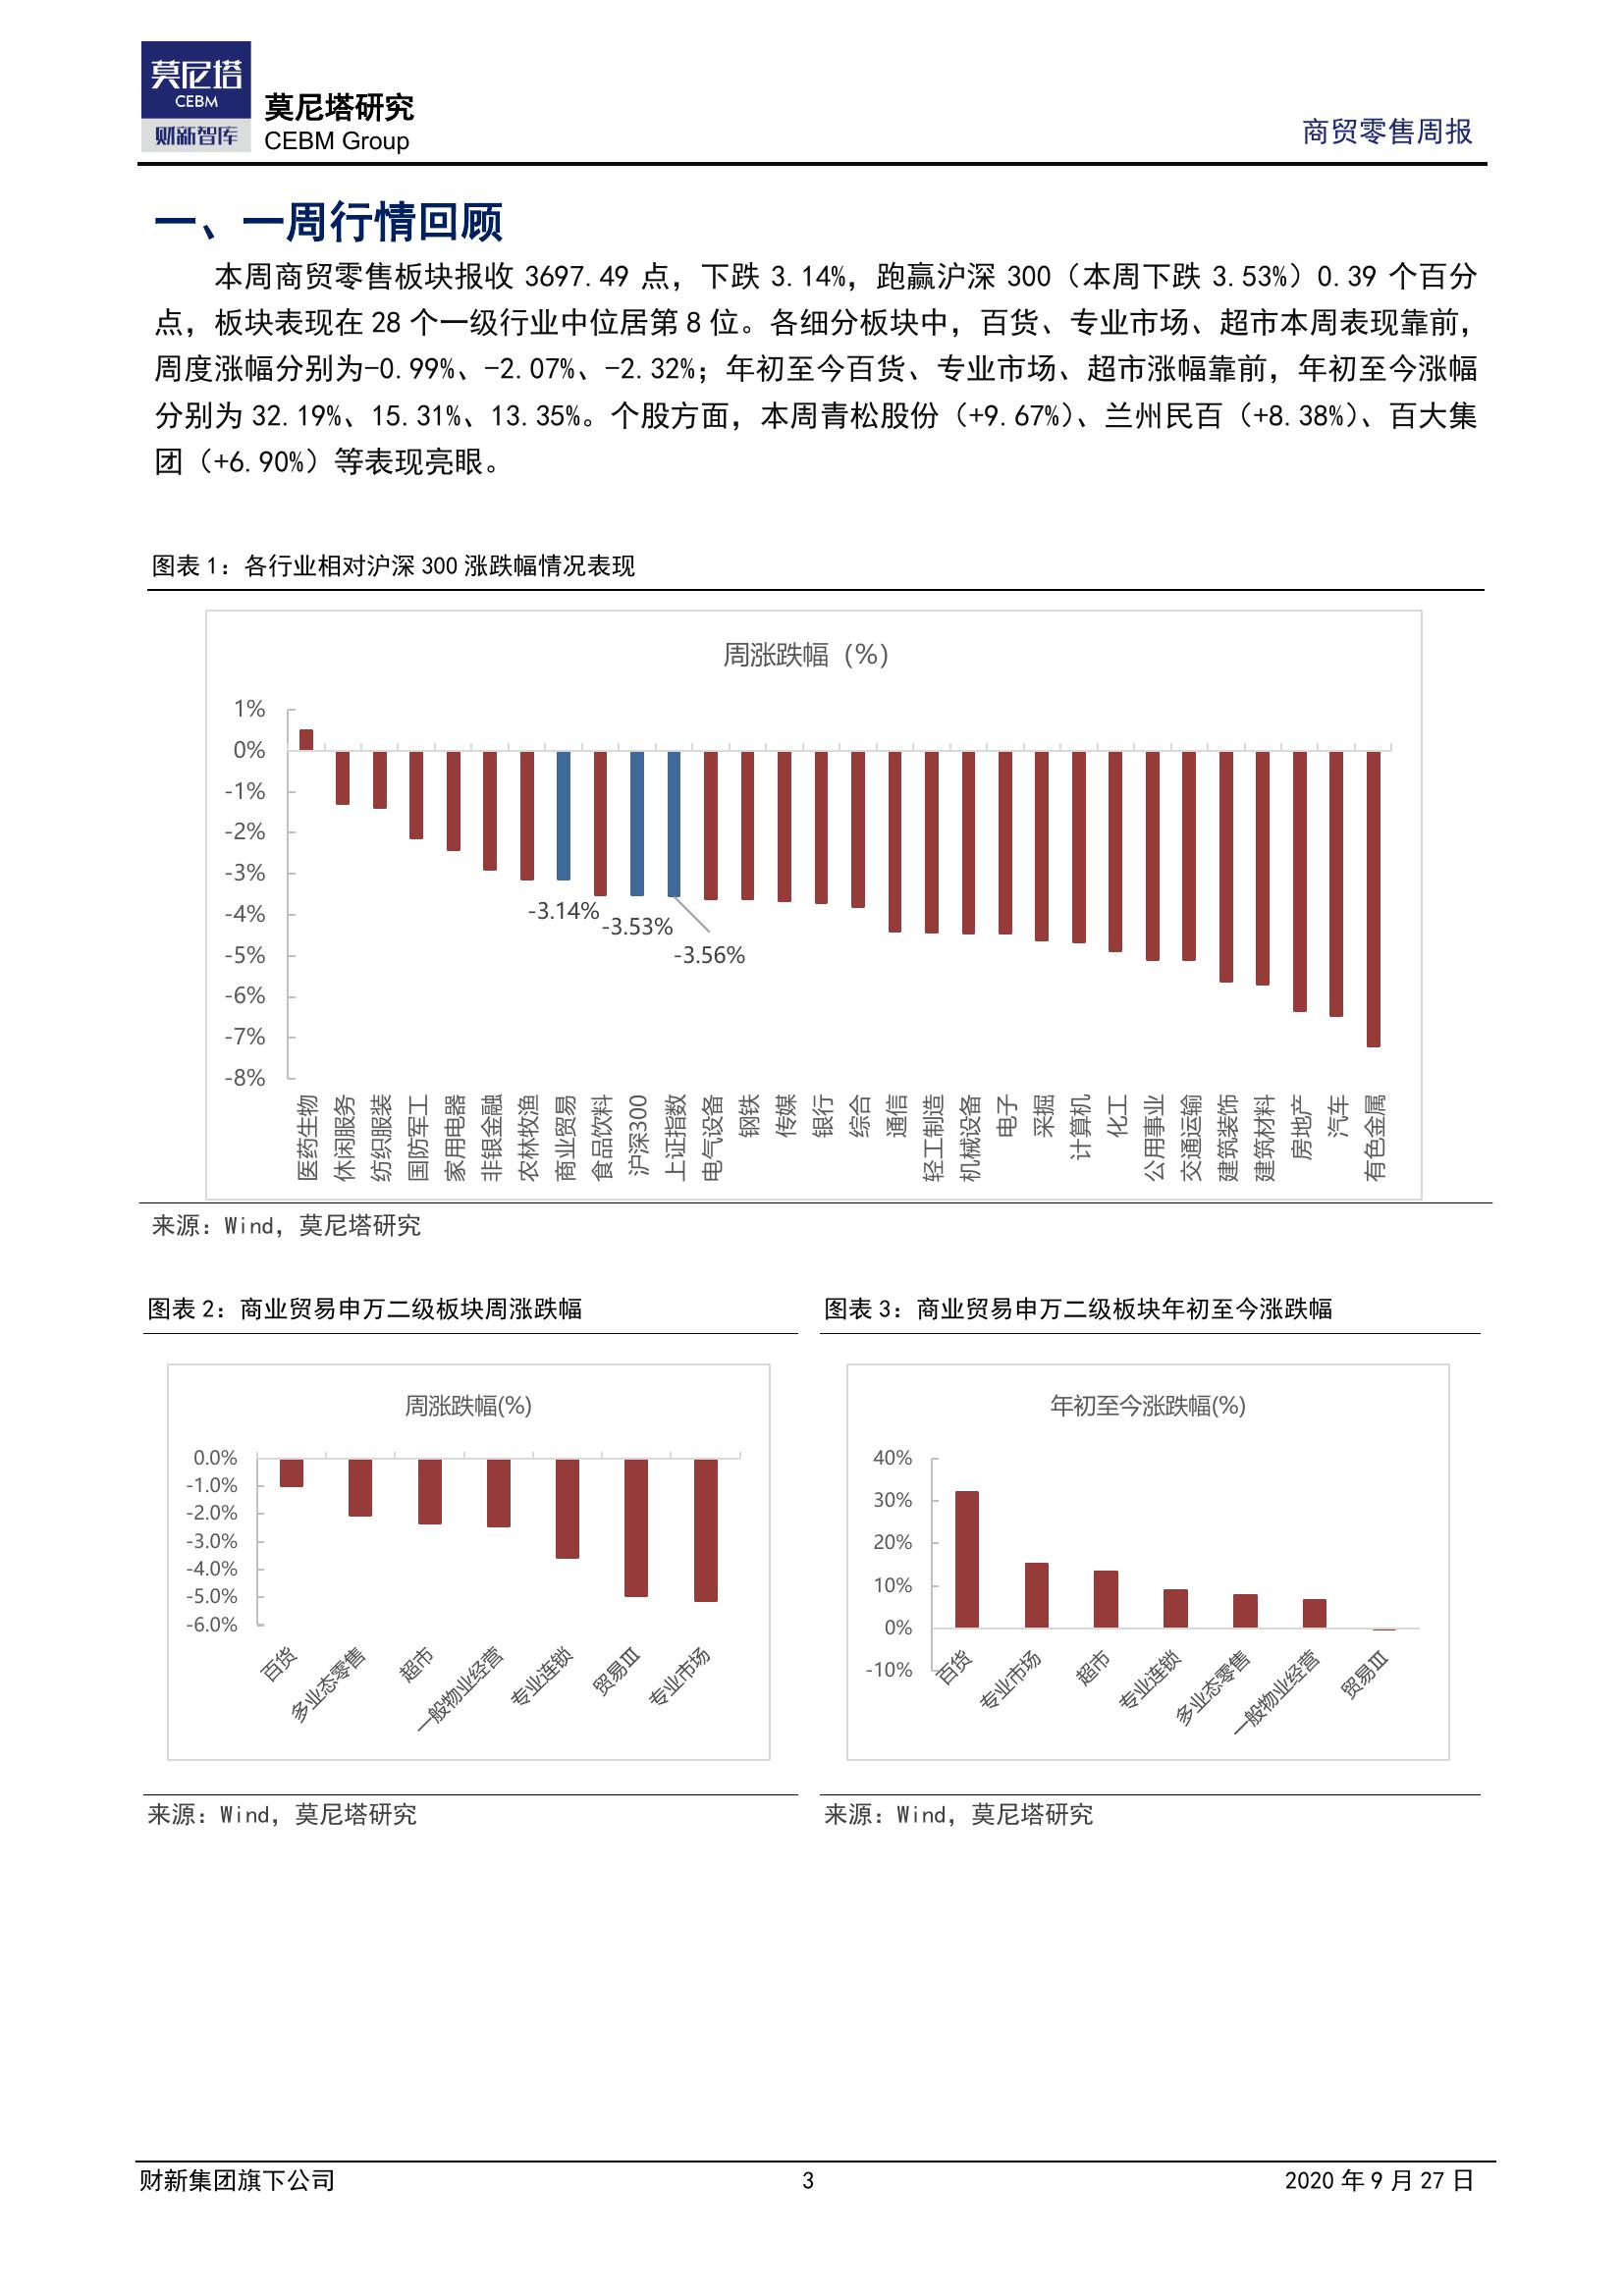 莫尼塔
CEBM
财新智库
莫尼塔研究
CEBM Group
商贸零售周报
一、一周行情回顾
本周商贸零售板块报收 3697.49 点，下跌 3.14%，跑赢沪深 300（本周下跌 3.53%）0.39 个百分
点，板块表现在 28 个一级行业中位居第 8 位。各细分板块中，百货、专业市场、超市本周表现靠前，
周度涨幅分别为-0.99%、-2.07%、-2.32%；年初至今百货、专业市场、超市涨幅靠前，年初至今涨幅
分别为 32.19%、15.31%、13.35%。个股方面，本周青松股份（+9.67%）、兰州民百（+8.38%）、百大集
团（+6.90%）等表现亮眼。
图表 1：各行业相对沪深 300 涨跌幅情况表现
周涨跌幅（%）
1%
0%
-1%
-2%
-3%
-4%
-5%
-6%
-7%
-8%
-3.14%
-3.53%
-3.56%
医药生物
休闲服务
纺织服装
国防军工
家用电器
非银金融
农林牧渔
商业贸易
食品饮料
沪深300
上证指数
电气设备
钢铁
传媒
银行
综合
通信
轻工制造
机械设备
电子
采掘
计算机
化工
公用事业
交通运输
建筑装饰
建筑材料
房地产
汽车
有色金属
来源：Wind，莫尼塔研究
图表 2：商业贸易申万二级板块周涨跌幅
周涨跌幅(%)
0.0%
-1.0%
-2.0%
-3.0%
-4.0%
-5.0%
-6.0%
百货
多业态零售
超市
一般物业经营
专业连锁
贸易Ⅲ
专业市场
来源：Wind，莫尼塔研究
图表 3：商业贸易申万二级板块年初至今涨跌幅
年初至今涨跌幅(%)
40%
30%
20%
10%
0%
-10%
百货
专业市场
超市
专业连锁
多业态零售
一般物业经营
贸易Ⅲ
来源：Wind，莫尼塔研究
财新集团旗下公司
3
2020 年 9 月 27 日